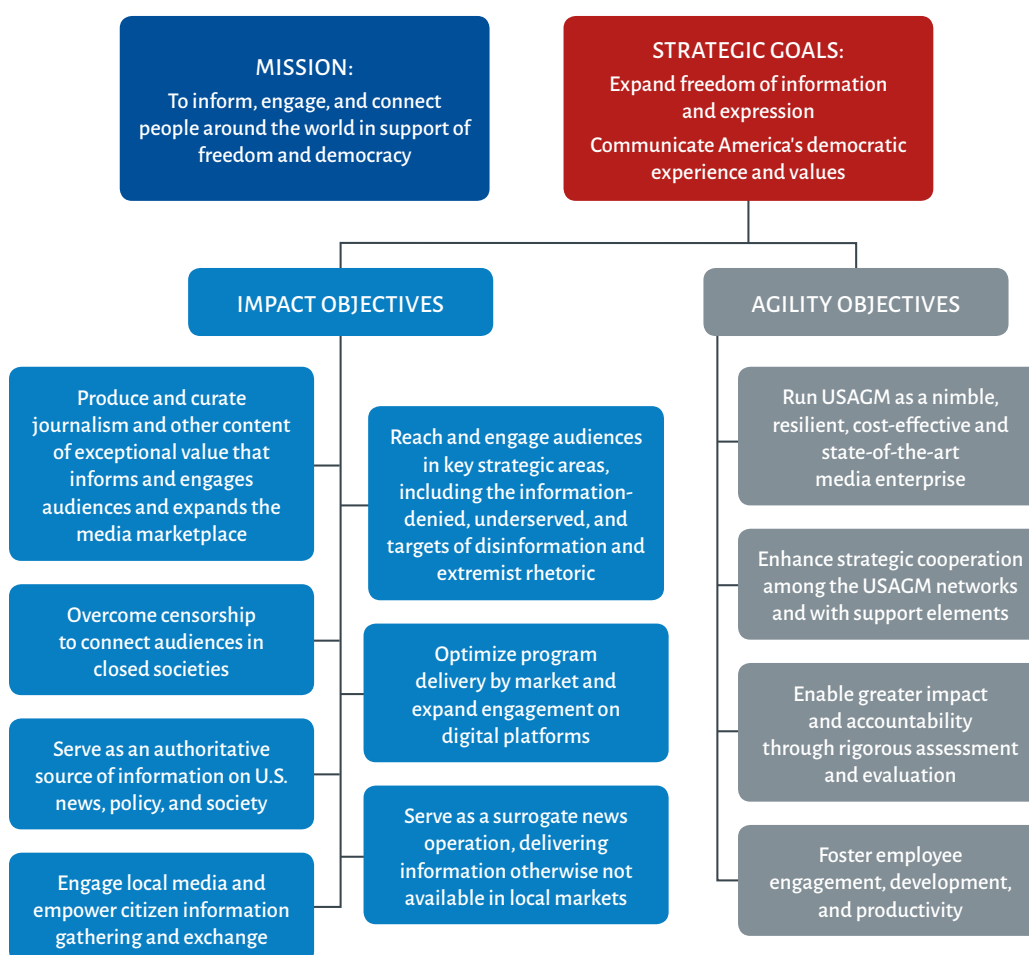 MISSION:
To inform, engage, and connect
people around the world in support of
freedom and democracy
STRATEGIC GOALS:
Expand freedom of information
and expression
Communicate America's democratic
experience and values
IMPACT OBJECTIVES
Produce and curate
journalism and other content
of exceptional value that
informs and engages
audiences and expands the
media marketplace
Reach and engage audiences
in key strategic areas,
including the information-
denied, underserved, and
targets of disinformation and
extremist rhetoric
Overcome censorship
to connect audiences in
closed societies
Optimize program
delivery by market and
expand engagement on
digital platforms
Serve as an authoritative
source of information on U.S.
news, policy, and society
Serve as a surrogate news
operation, delivering
information otherwise not
available in local markets
Engage local media and
empower citizen information
gathering and exchange
AGILITY OBJECTIVES
Run USAGM as a nimble,
resilient, cost-effective and
state-of-the-art
media enterprise
Enhance strategic cooperation
among the USAGM networks
and with support elements
Enable greater impact
and accountability
through rigorous assessment
and evaluation
Foster employee
engagement, development,
and productivity